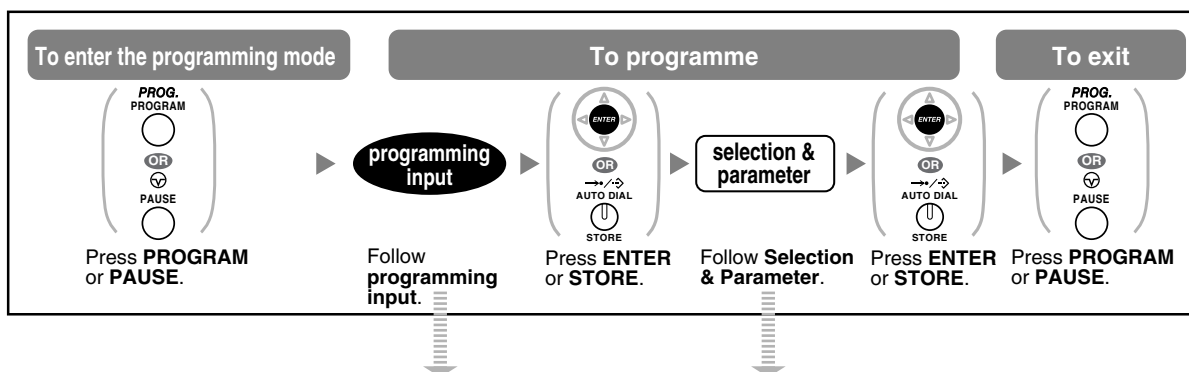 To enter the programming mode
To programme
To exit
PROG.
PROGRAM
OR
PAUSE
Press PROGRAM
or PAUSE.
programming
input
Follow
programming
input.
ENTER
OR
AUTO DIAL
STORE
Press ENTER
or STORE.
selection &
parameter
Follow Selection
& Parameter.
ENTER
OR
AUTO DIAL
STORE
Press ENTER
or STORE.
PROG.
PROGRAM
OR
PAUSE
Press PROGRAM
or PAUSE.